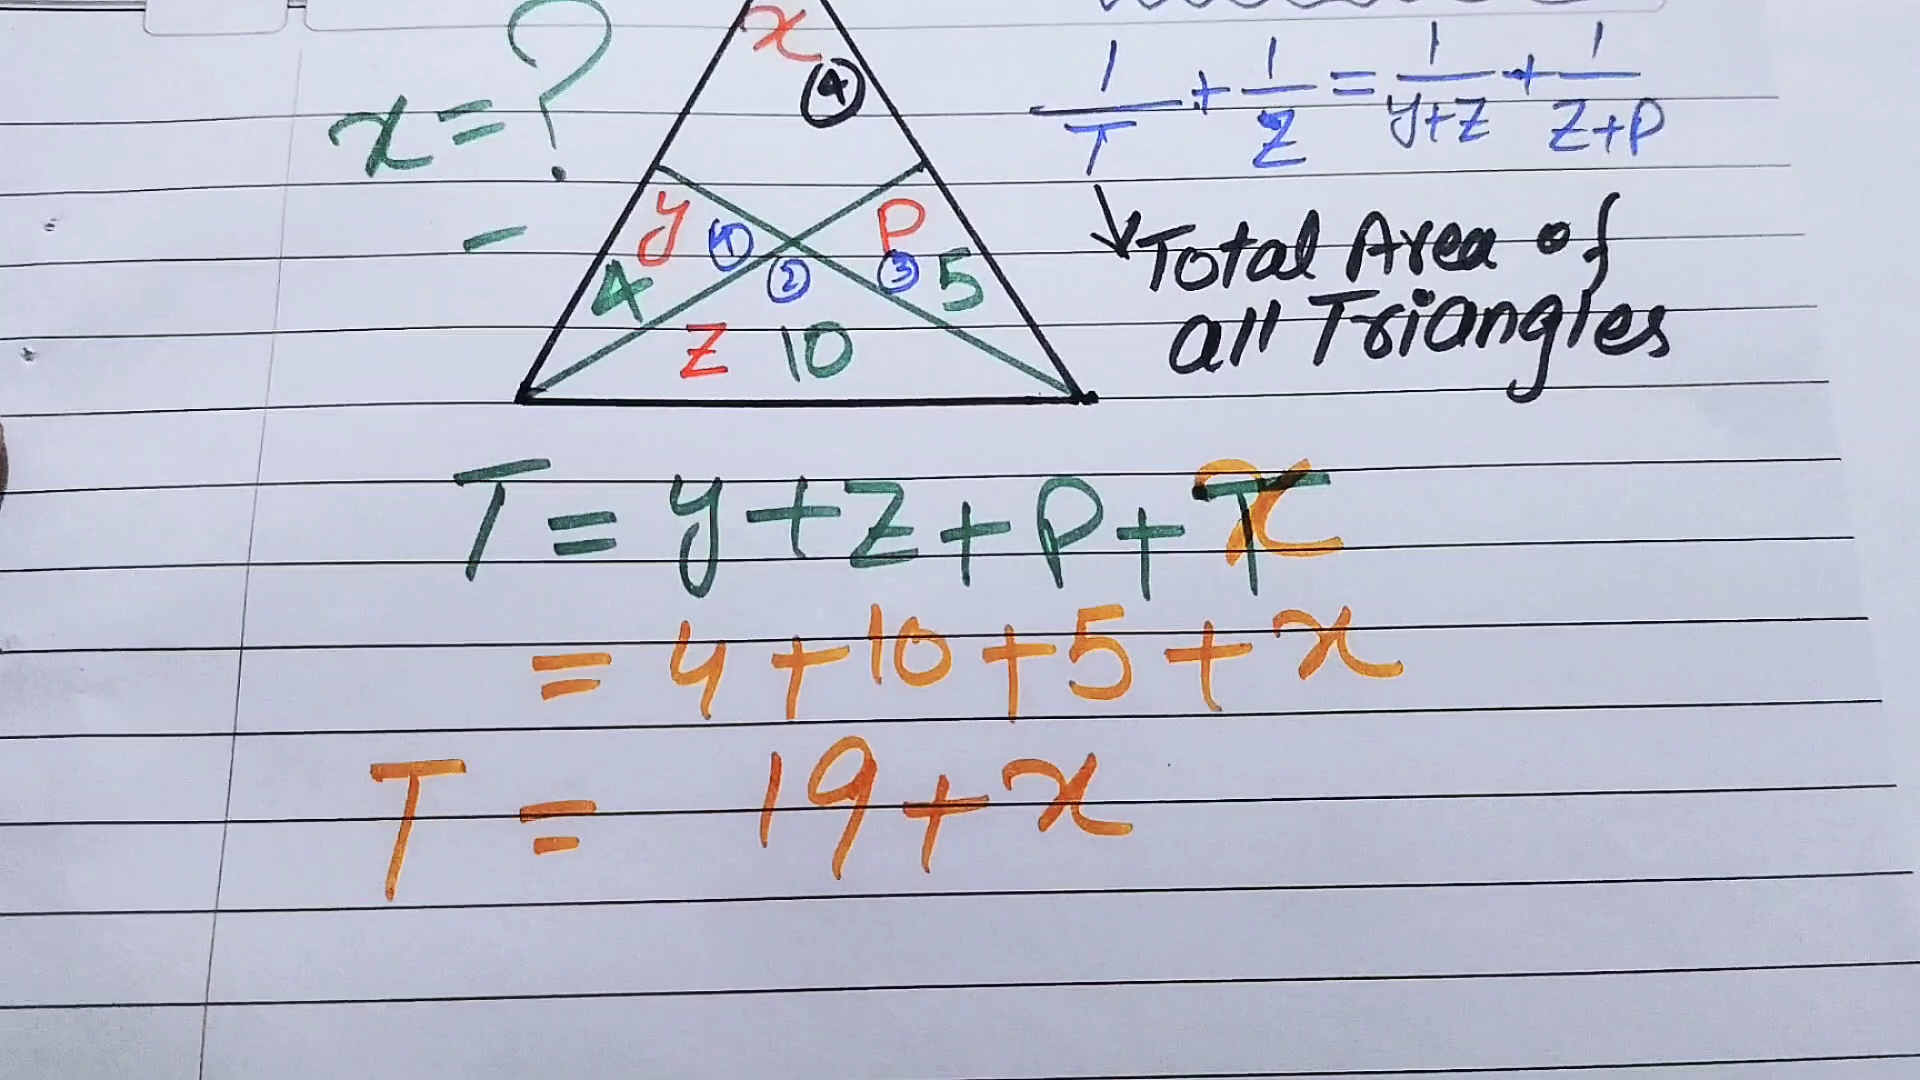 x = ?
x
④
1/T + 1/Z = 1/y+Z + 1/Z+P
Total Area of
all Triangles
y ① P
4 ② ③ 5
Z 10
T = y + Z + P + x
= 4 + 10 + 5 + x
T = 19 + x